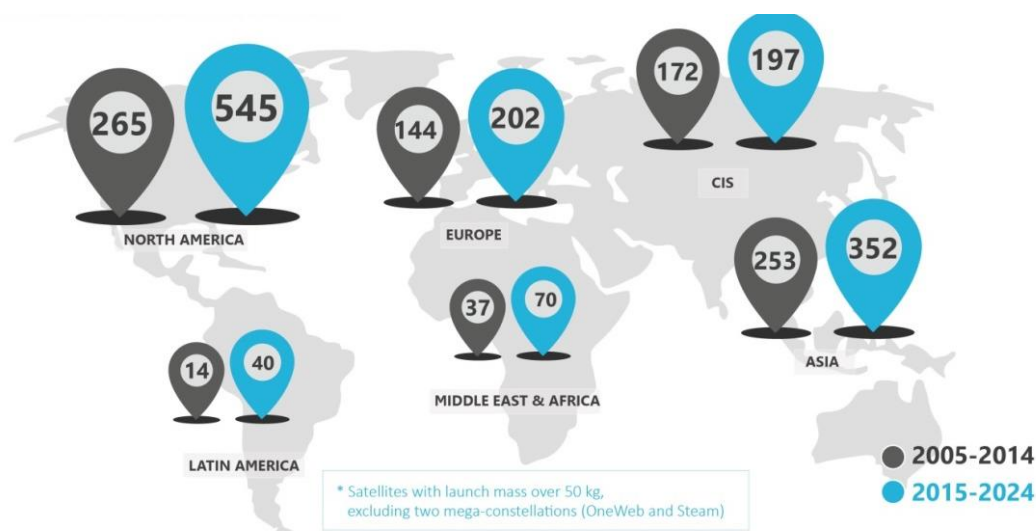 265
545
NORTH AMERICA
144
202
EUROPE
172
197
CIS
253
352
ASIA
37
70
MIDDLE EAST & AFRICA
14
40
LATIN AMERICA
2005-2014
2015-2024
* Satellites with launch mass over 50 kg,
excluding two mega-constellations (OneWeb and Steam)